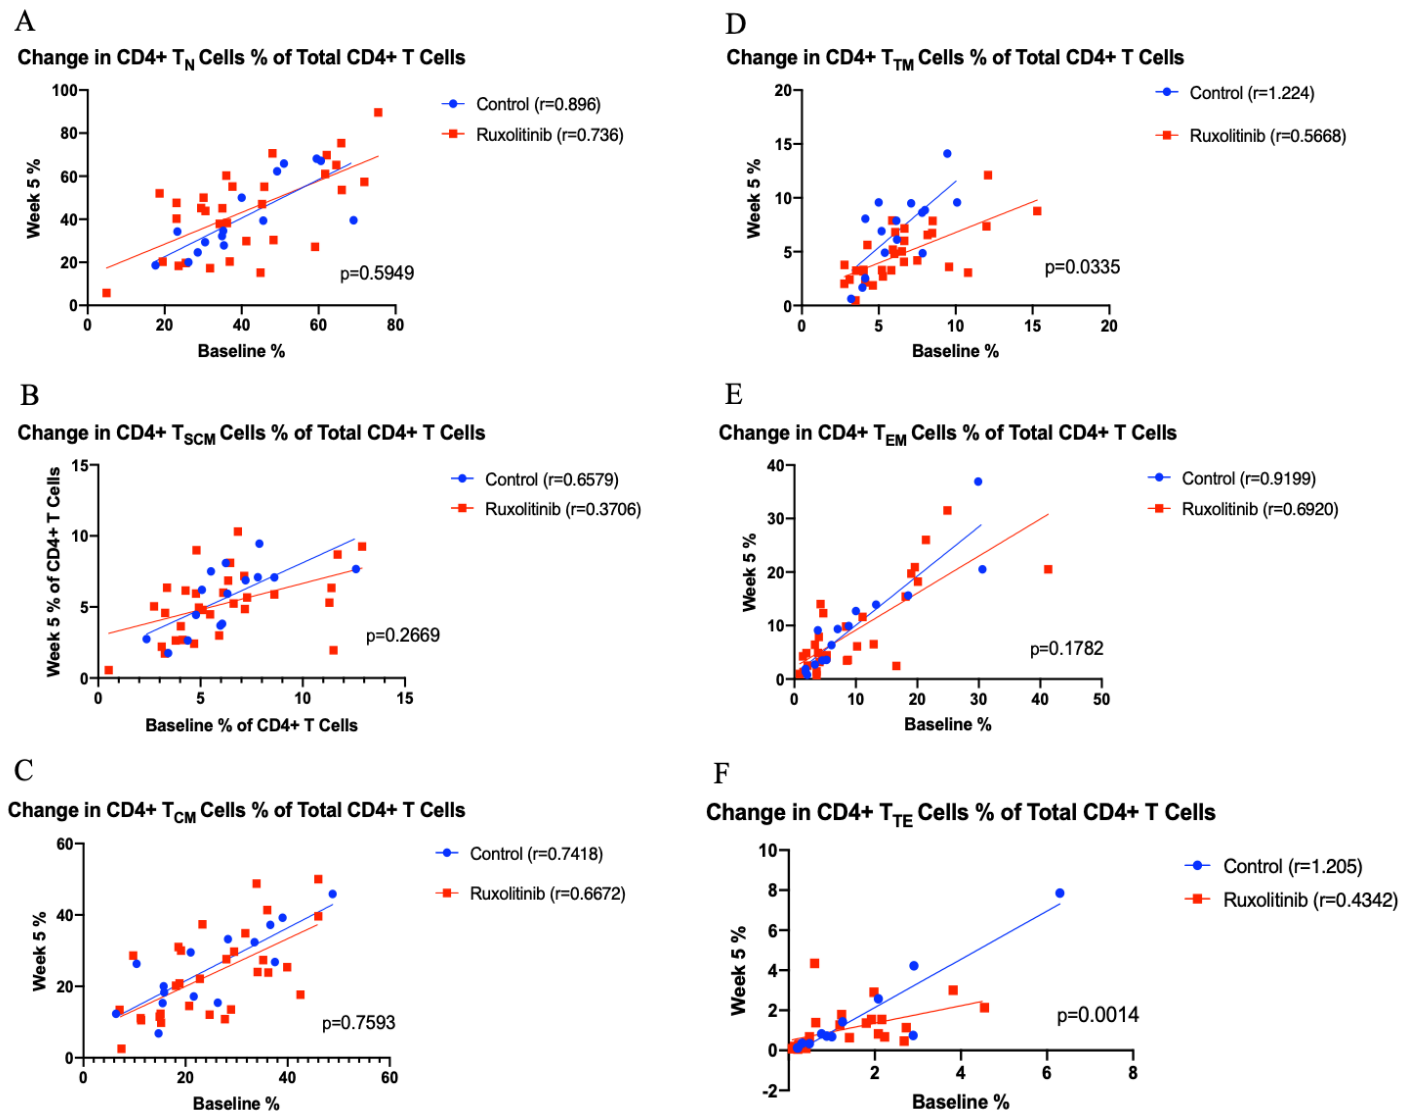 A
Change in CD4+ TN Cells % of Total CD4+ T Cells
100
80
60
40
20
0
Week 5 %
0 20 40 60 80
Baseline %
Control (r=0.896)
Ruxolitinib (r=0.736)
p=0.5949
B
Change in CD4+ TSCM Cells % of Total CD4+ T Cells
15
10
5
0
Week 5 % of CD4+ T Cells
0 5 10 15
Baseline % of CD4+ T Cells
Control (r=0.6579)
Ruxolitinib (r=0.3706)
p=0.2669
C
Change in CD4+ TCM Cells % of Total CD4+ T Cells
60
40
20
0
Week 5 %
0 20 40 60
Baseline %
Control (r=0.7418)
Ruxolitinib (r=0.6672)
p=0.7593
D
Change in CD4+ TTM Cells % of Total CD4+ T Cells
20
15
10
5
0
Week 5 %
0 5 10 15 20
Baseline %
Control (r=1.224)
Ruxolitinib (r=0.5668)
p=0.0335
E
Change in CD4+ TEM Cells % of Total CD4+ T Cells
40
30
20
10
0
Week 5 %
0 10 20 30 40 50
Baseline %
Control (r=0.9199)
Ruxolitinib (r=0.6920)
p=0.1782
F
Change in CD4+ TTE Cells % of Total CD4+ T Cells
10
8
6
4
2
0
-2
Week 5 %
2 4 6 8
Baseline %
Control (r=1.205)
Ruxolitinib (r=0.4342)
p=0.0014